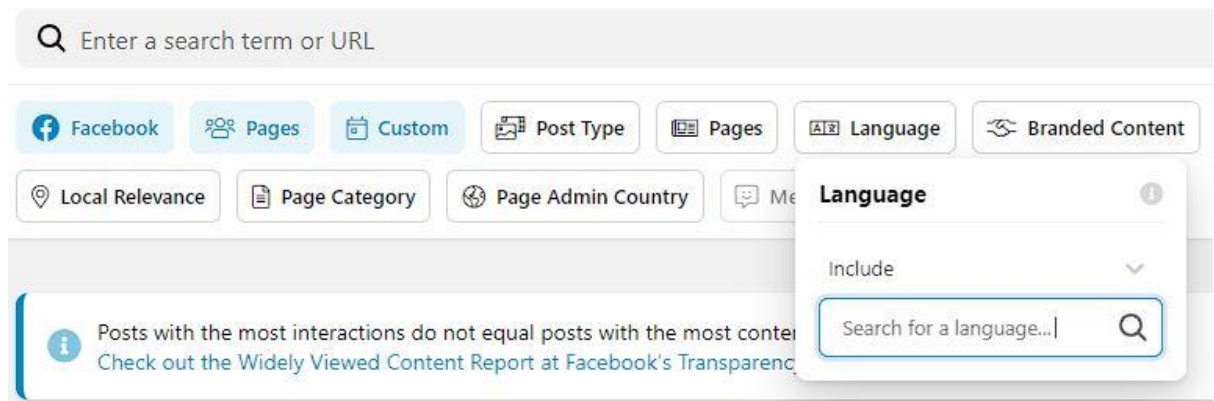 Enter a search term or URL
Facebook Pages Custom Post Type Pages Language Branded Content
Local Relevance Page Category Page Admin Country
Language
Include
Search for a language...
Posts with the most interactions do not equal posts with the most
Check out the Widely Viewed Content Report at Facebook's